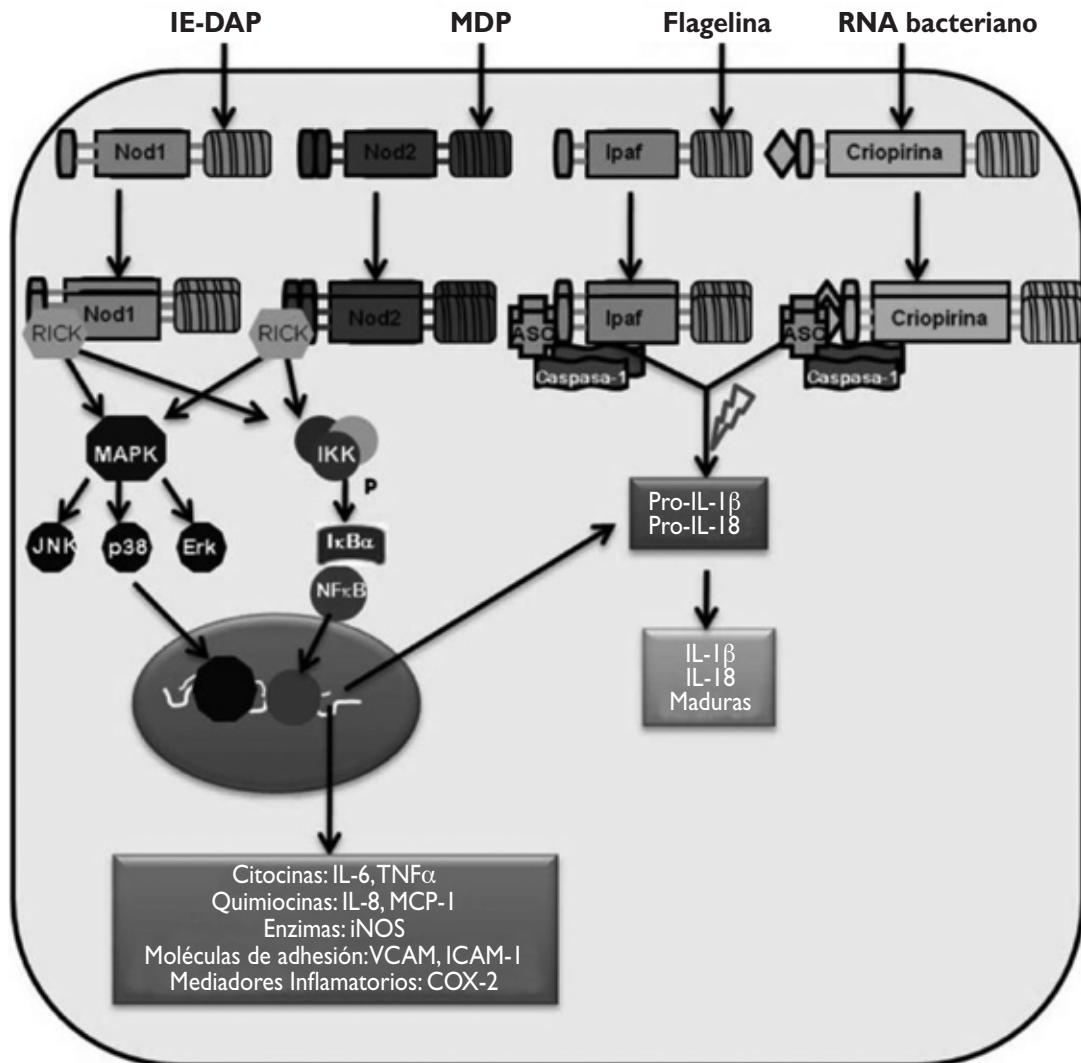 IE-DAP
MDP
Flagelina
RNA bacteriano
Nod1
Nod2
Ipaf
Criopirina
Nod1
Nod2
Ipaf
Criopirina
RICK
RICK
ASC
ASC
Caspasa-1
Caspasa-1
MAPK
IKK
P
Pro-IL-1β
Pro-IL-18
JNK
p38
Erk
IκBα
NFκB
IL-1β
IL-18
Maduras
Citocinas: IL-6, TNFα
Quimiocinas: IL-8, MCP-1
Enzimas: iNOS
Moléculas de adhesión: VCAM, ICAM-1
Mediadores Inflamatorios: COX-2